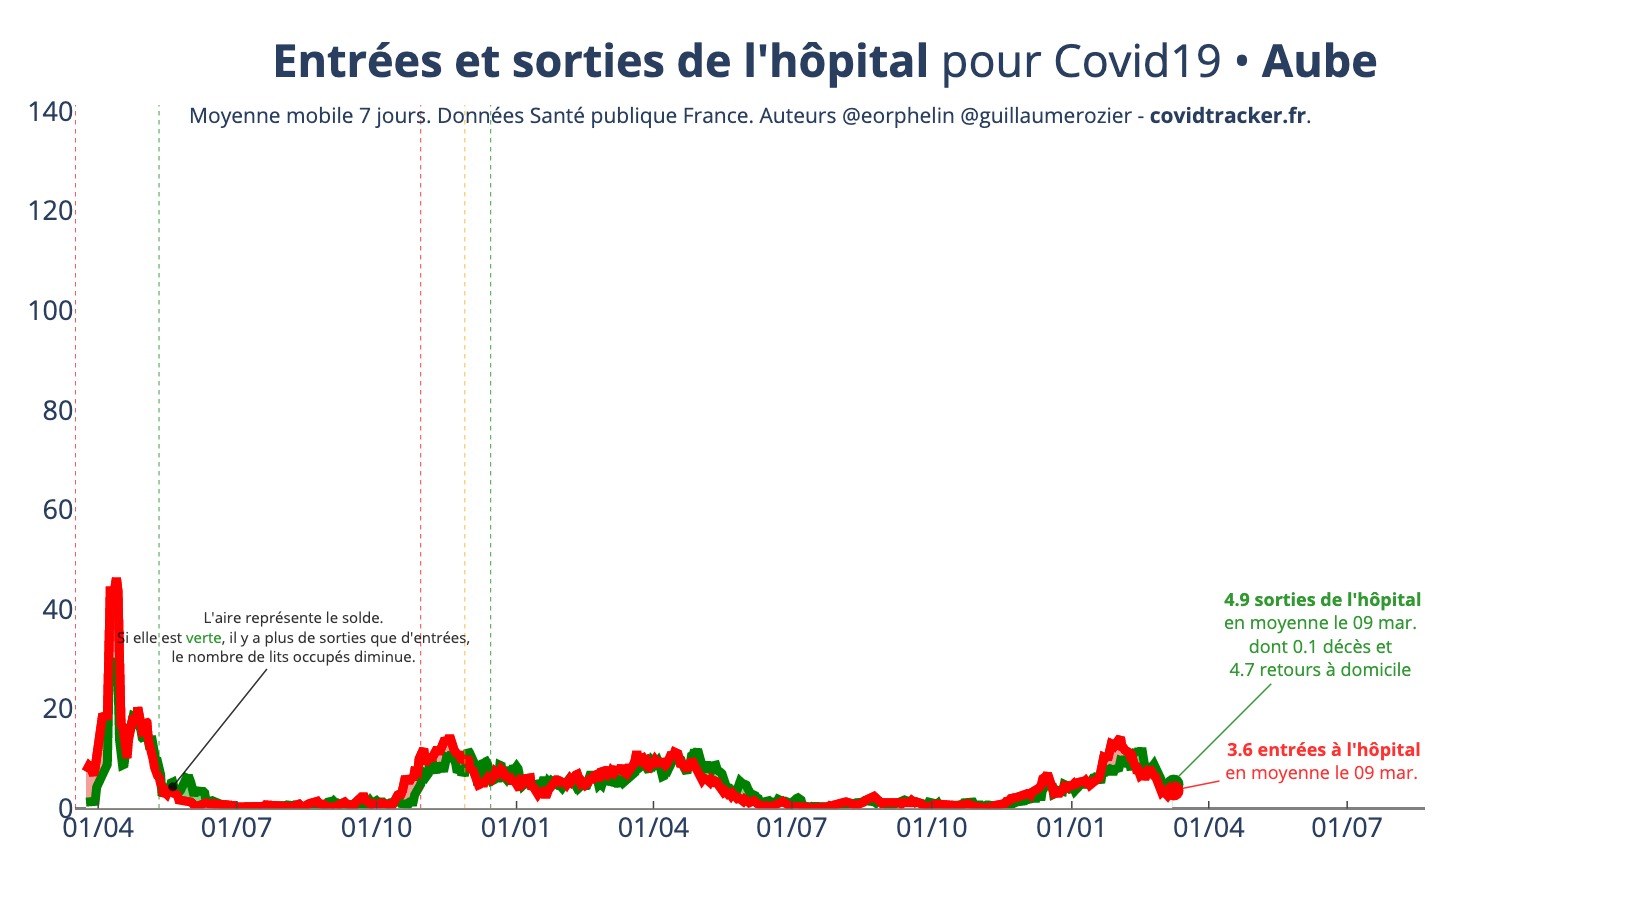 Entrées et sorties de l'hôpital pour Covid19 • Aube
Moyenne mobile 7 jours. Données Santé publique France. Auteurs @eorphelin @guillaumerozier - covidtracker.fr.
140
120
100
80
60
40
20
0
L'aire représente le solde.
Si elle est verte, il y a plus de sorties que d'entrées,
le nombre de lits occupés diminue.
4.9 sorties de l'hôpital
en moyenne le 09 mar.
dont 0.1 décès et
4.7 retours à domicile
3.6 entrées à l'hôpital
en moyenne le 09 mar.
01/04 01/07 01/10 01/01 01/04 01/07 01/10 01/01 01/04 01/07